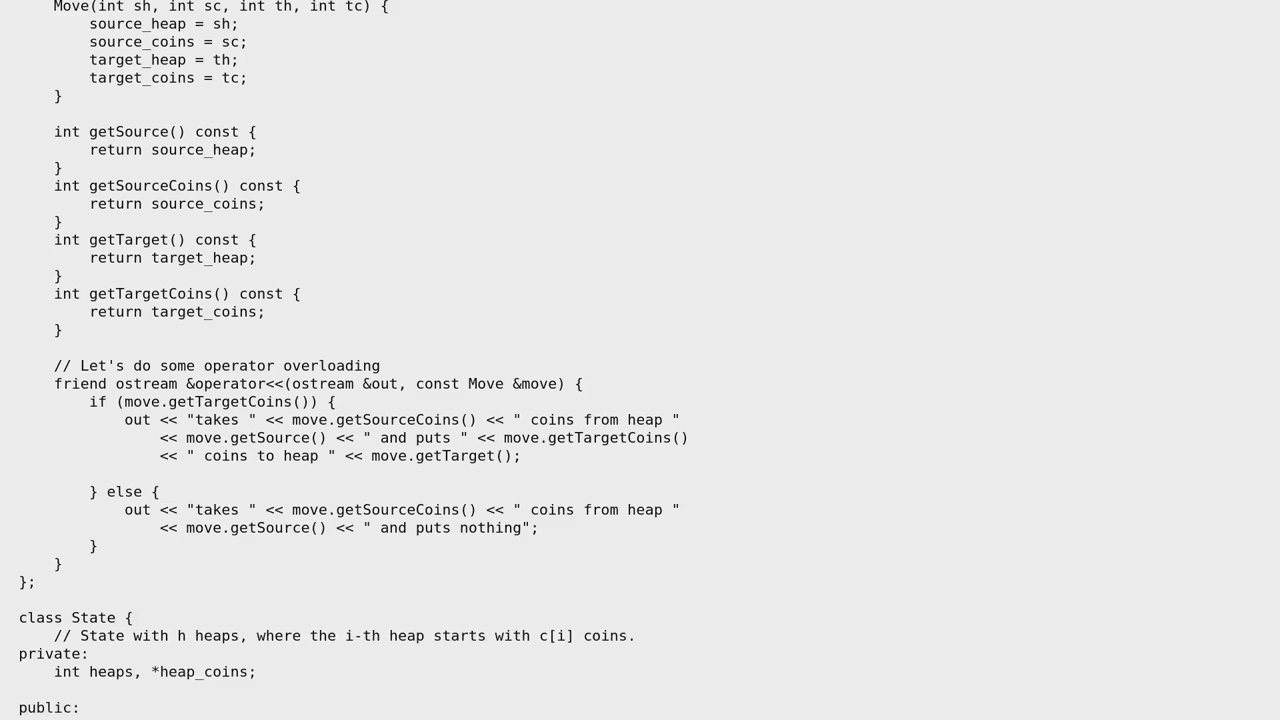 Move(int sh, int sc, int th, int tc) {
source_heap = sh;
source_coins = sc;
target_heap = th;
target_coins = tc;
}
int getSource() const {
return source_heap;
}
int getSourceCoins() const {
return source_coins;
}
int getTarget() const {
return target_heap;
}
int getTargetCoins() const {
return target_coins;
}
// Let's do some operator overloading
friend ostream &operator<<(ostream &out, const Move &move) {
if (move.getTargetCoins()) {
out << "takes " << move.getSourceCoins() << " coins from heap "
<< move.getSource() << " and puts " << move.getTargetCoins()
<< " coins to heap " << move.getTarget();
} else {
out << "takes " << move.getSourceCoins() << " coins from heap "
<< move.getSource() << " and puts nothing";
}
}
};
class State {
// State with h heaps, where the i-th heap starts with c[i] coins.
private:
int heaps, *heap_coins;
public: